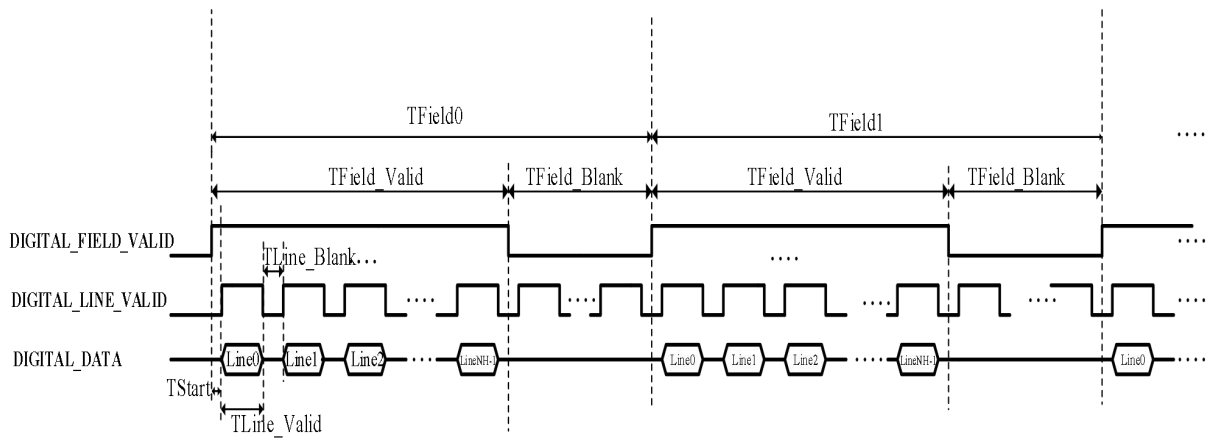 TField0
TField1
....
TField_Valid
TField_Blank
TField_Valid
TField_Blank
DIGITAL_FIELD_VALID
....
TLine_Blank....
....
DIGITAL_LINE_VALID
....
....
....
....
....
DIGITAL_DATA
Line0
Line1
Line2
....
LineNH-1
Line0
Line1
Line2
....
LineNH-1
Line0
....
TStart
TLine_Valid